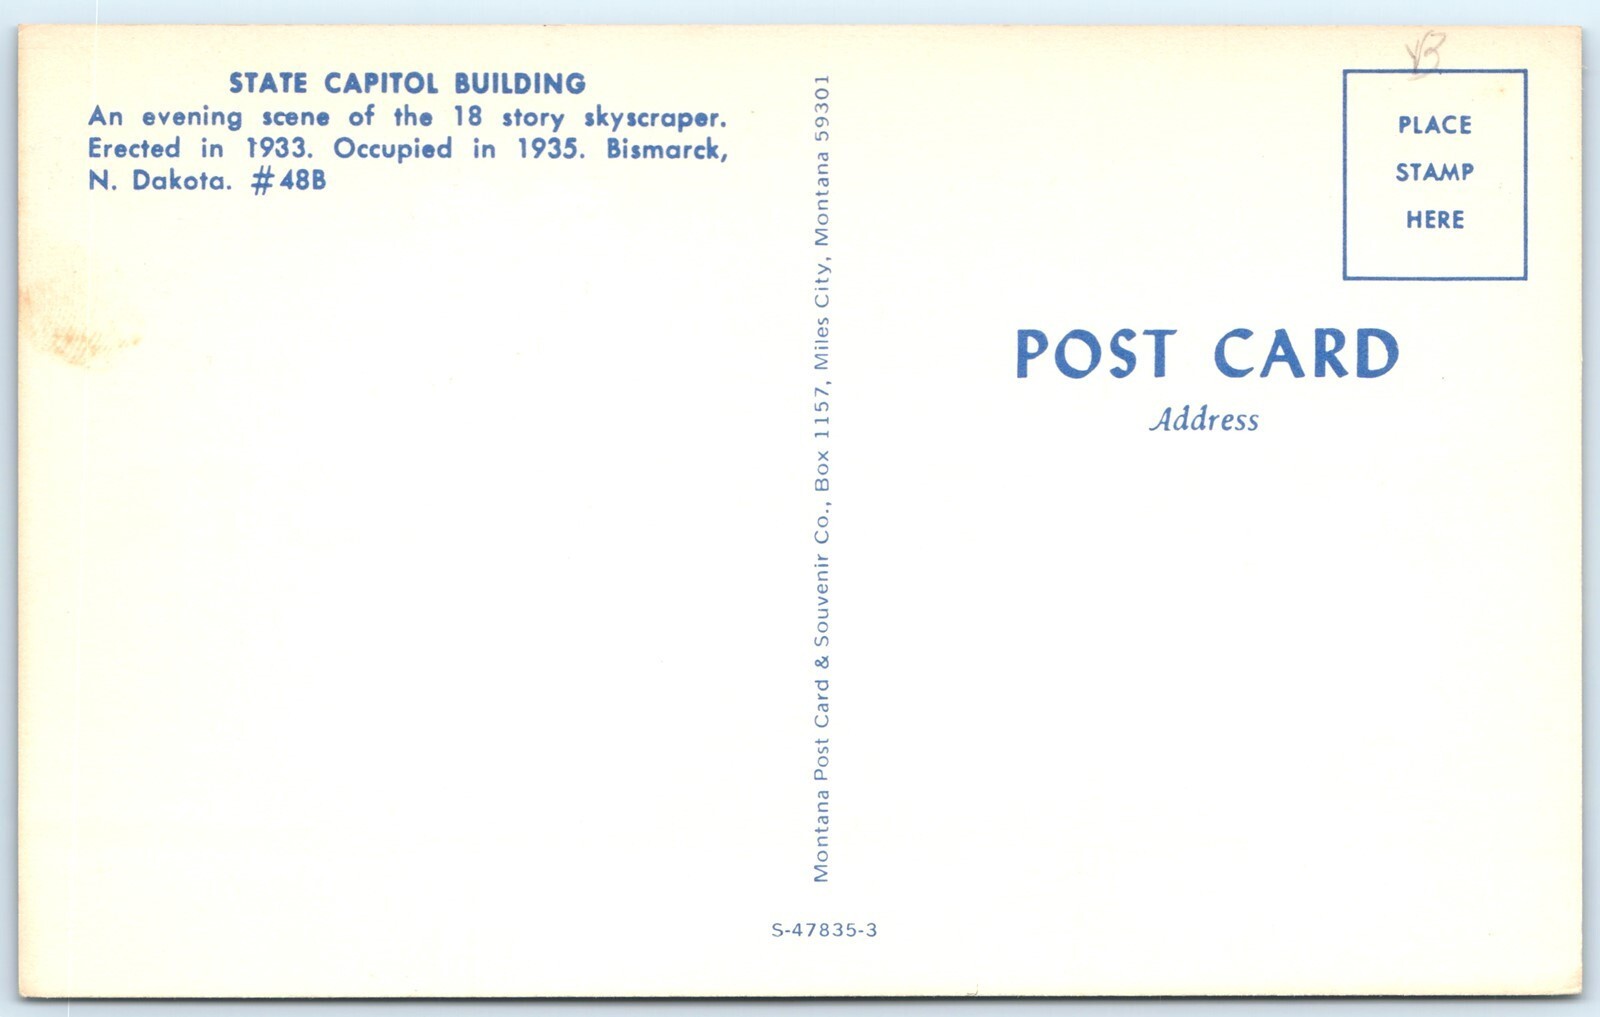 STATE CAPITOL BUILDING
An evening scene of the 18 story skyscraper.
Erected in 1933. Occupied in 1935. Bismarck,
N. Dakota. #48B
Montana Post Card & Souvenir Co., Box 1157, Miles City, Montana 59301
S-47835-3
PLACE
STAMP
HERE
POST CARD
Address